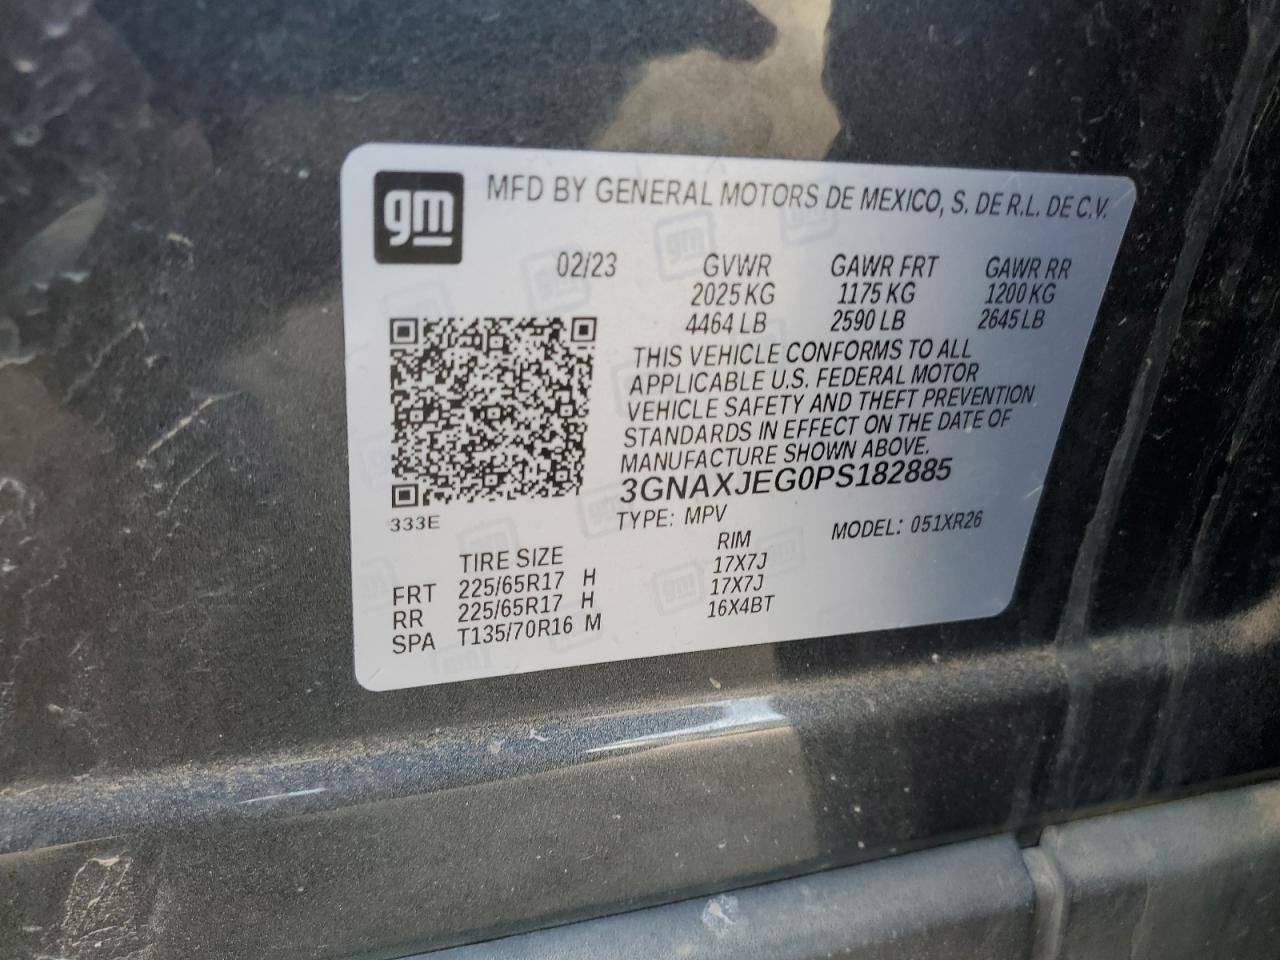 gm
MFD BY GENERAL MOTORS DE MEXICO, S. DE R.L. DE C.V.
02/23 GVWR GAWR FRT GAWR RR
2025 KG 1175 KG 1200 KG
4464 LB 2590 LB 2645 LB
THIS VEHICLE CONFORMS TO ALL
APPLICABLE U.S. FEDERAL MOTOR
VEHICLE SAFETY AND THEFT PREVENTION
STANDARDS IN EFFECT ON THE DATE OF
MANUFACTURE SHOWN ABOVE.
3GNAXJEG0PS182885
333E
TYPE: MPV MODEL: 051XR26
TIRE SIZE RIM
FRT 225/65R17 H 17X7J
RR 225/65R17 H 17X7J
SPA T135/70R16 M 16X4BT